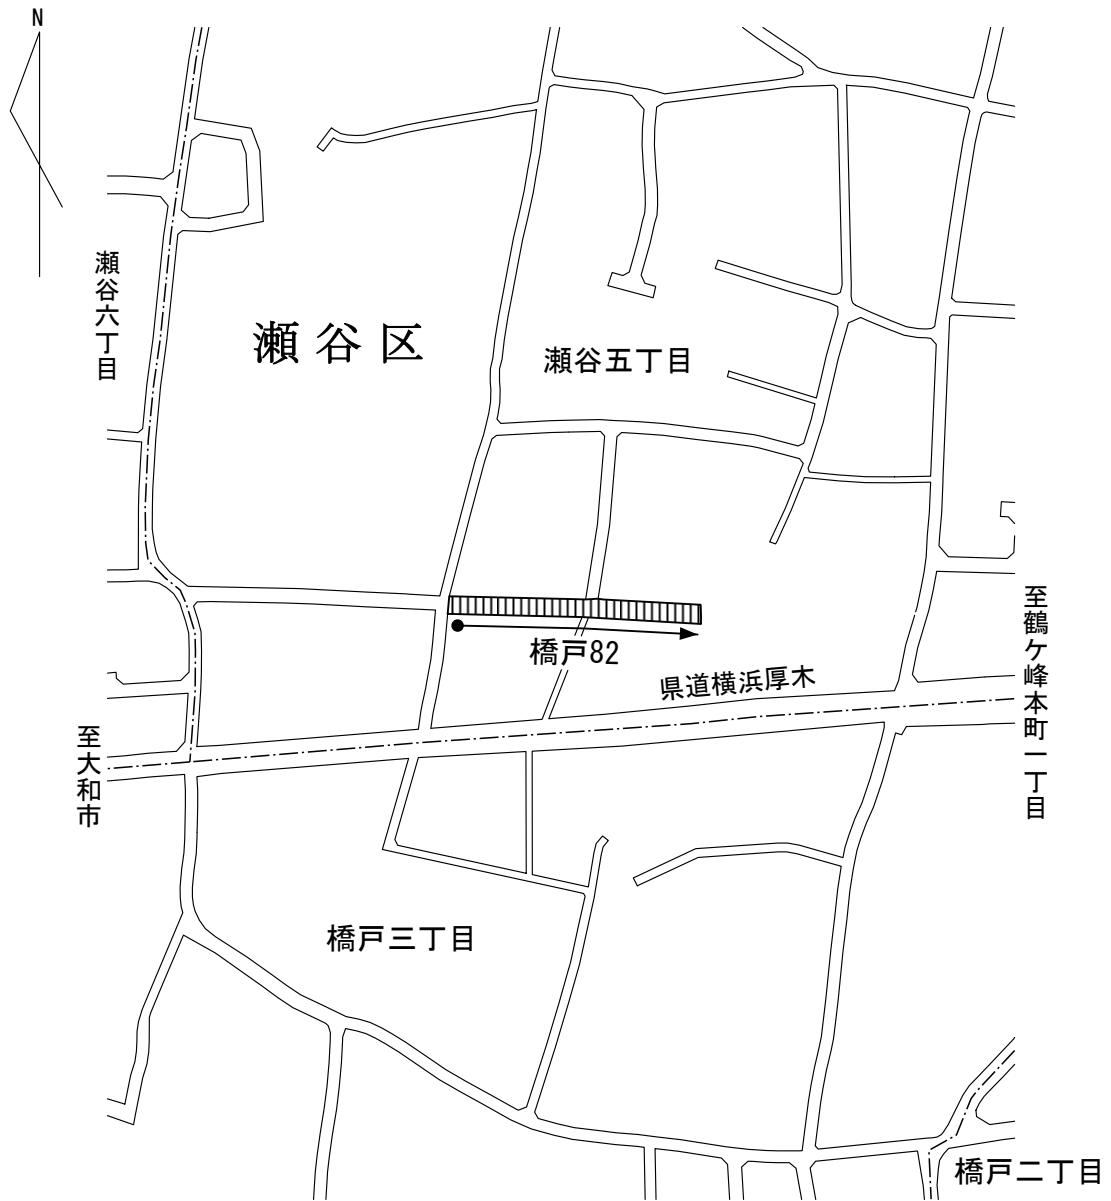 N
瀬谷六丁目
瀬谷区
瀬谷五丁目
至鶴ケ峰本町一丁目
橋戸82
県道横浜厚木
至大和市
橋戸三丁目
橋戸二丁目